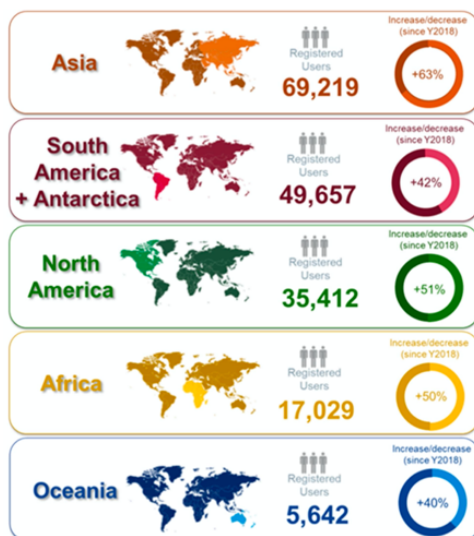 Asia
Registered
Users
69,219
Increase/decrease
(since Y2018)
+63%
South
America
+ Antarctica
Registered
Users
49,657
Increase/decrease
(since Y2018)
+42%
North
America
Registered
Users
35,412
Increase/decrease
(since Y2018)
+51%
Africa
Registered
Users
17,029
Increase/decrease
(since Y2018)
+50%
Oceania
Registered
Users
5,642
Increase/decrease
(since Y2018)
+40%